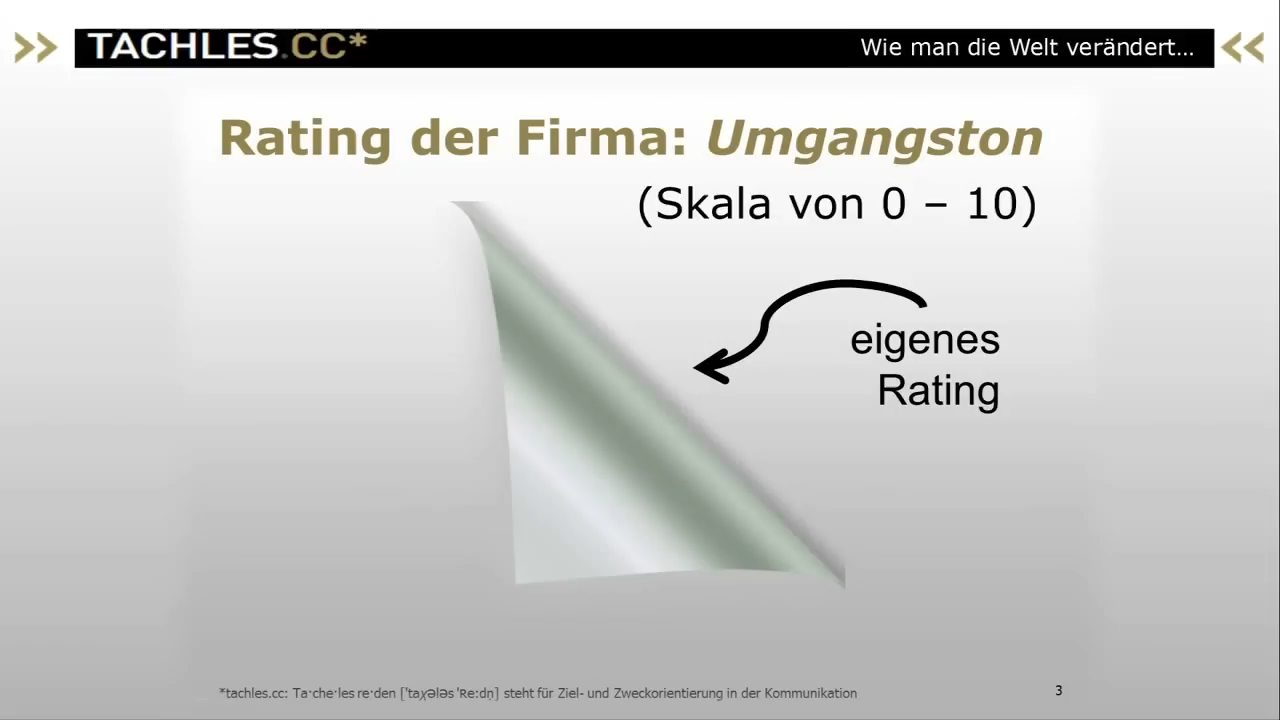 TACHLES.CC*
Wie man die Welt verändert...
Rating der Firma: Umgangston
(Skala von 0 – 10)
eigenes
Rating
*tachles.cc: Ta·che·les re·den ['taχələs 'Re:dn̩] steht für Ziel- und Zweckorientierung in der Kommunikation
3